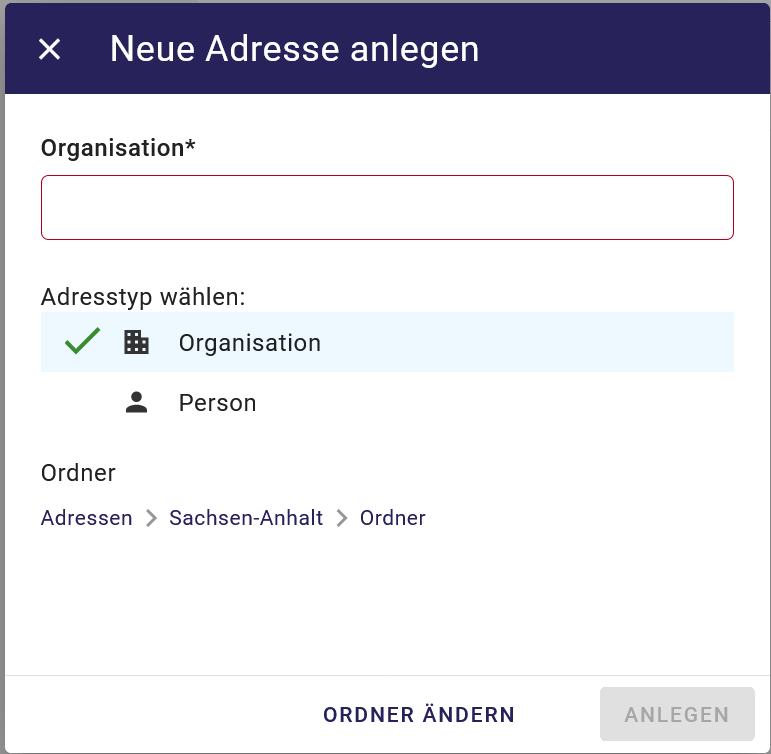 Neue Adresse anlegen
Organisation*
Adresstyp wählen:
Organisation
Person
Ordner
Adressen > Sachsen-Anhalt > Ordner
ORDNER ÄNDERN ANLEGEN